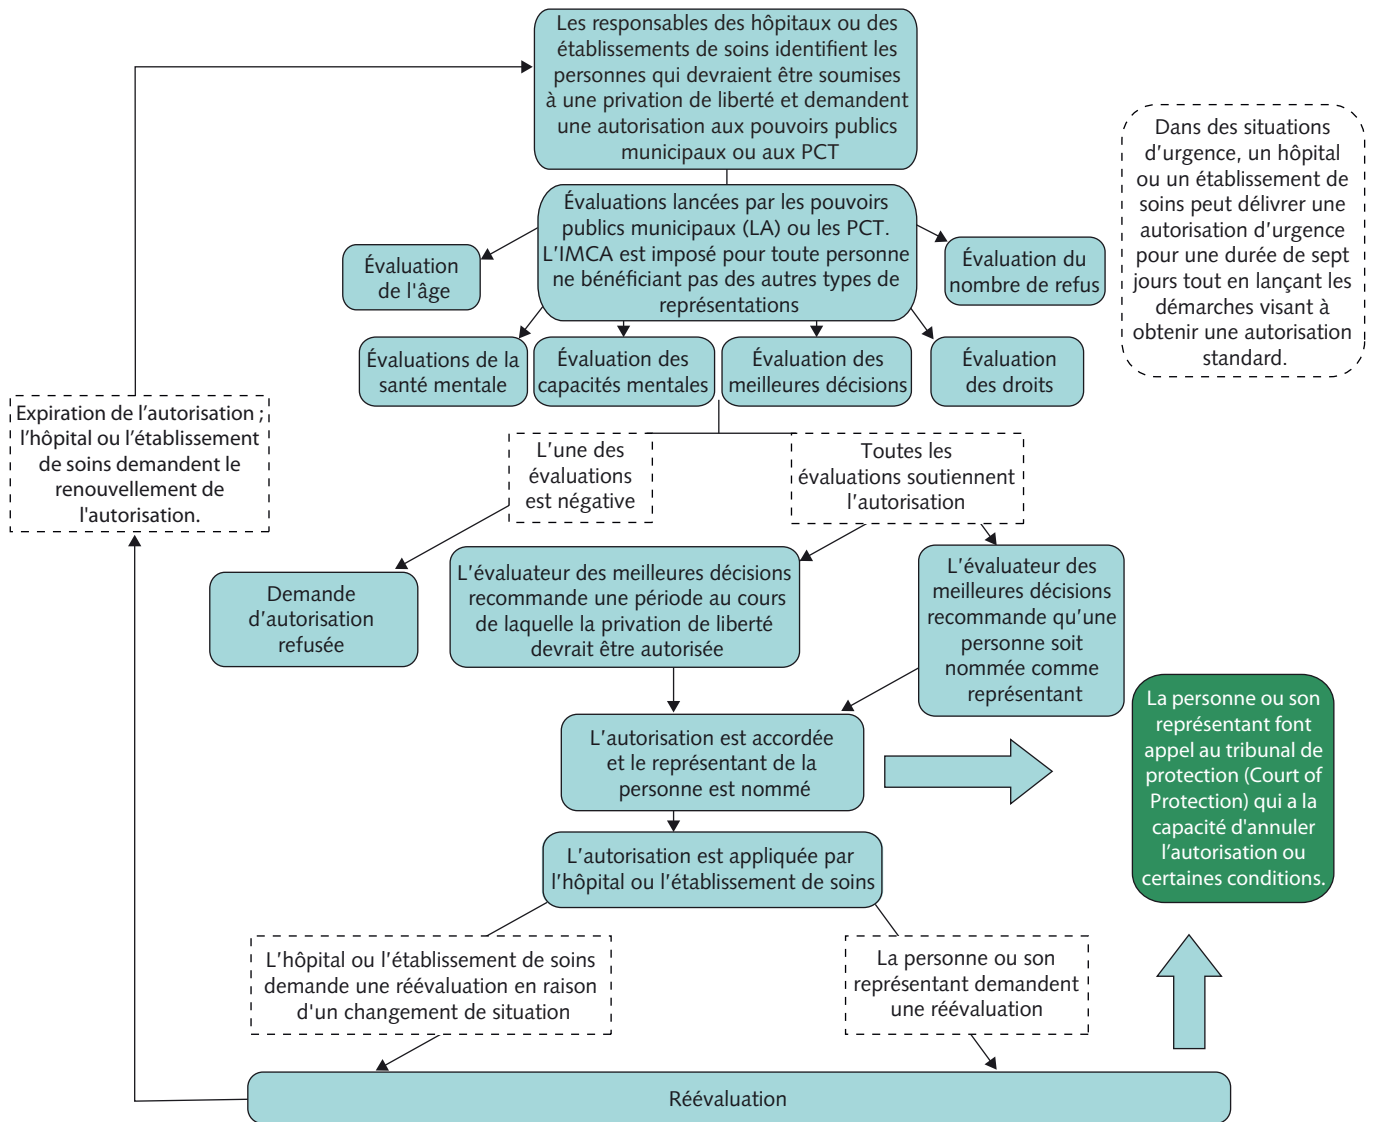 Les responsables des hôpitaux ou des
établissements de soins identifient les
personnes qui devraient être soumises
à une privation de liberté et demandent
une autorisation aux pouvoirs publics
municipaux ou aux PCT
Dans des situations
d'urgence, un hôpital
ou un établissement de
soins peut délivrer une
autorisation d'urgence
pour une durée de sept
jours tout en lançant les
démarches visant à
obtenir une autorisation
standard.
Évaluations lancées par les pouvoirs
publics municipaux (LA) ou les PCT.
L'IMCA est imposé pour toute personne
ne bénéficiant pas des autres types de
représentations
Évaluation
de l'âge
Évaluation du
nombre de refus
Évaluations de la
santé mentale
Évaluation des
capacités mentales
Évaluation des
meilleures décisions
Évaluation
des droits
Expiration de l'autorisation ;
l'hôpital ou l'établissement
de soins demandent le
renouvellement de
l'autorisation.
L'une des
évaluations
est négative
Toutes les
évaluations soutiennent
l'autorisation
Demande
d'autorisation
refusée
L'évaluateur des meilleures décisions
recommande une période au cours
de laquelle la privation de liberté
devrait être autorisée
L'évaluateur des
meilleures décisions
recommande qu'une
personne soit
nommée comme
représentant
L'autorisation est accordée
et le représentant de la
personne est nommé
La personne ou son
représentant font
appel au tribunal de
protection (Court of
Protection) qui a la
capacité d'annuler
l'autorisation ou
certaines conditions.
L'autorisation est appliquée par
l'hôpital ou l'établissement de soins
L'hôpital ou l'établissement de soins
demande une réévaluation en raison
d'un changement de situation
La personne ou son
représentant demandent
une réévaluation
Réévaluation